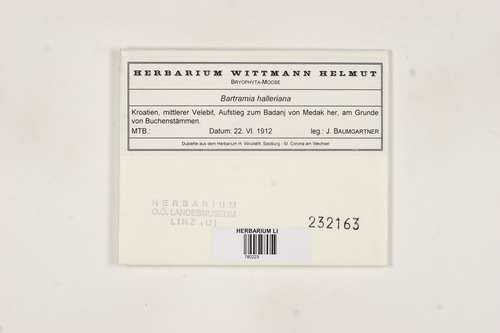 HERBARIUM WITTMANN HELMUT
BRYOPHYTA-MOOSE
Bartramia halleriana
Kroatien, mittlerer Velebit, Aufstieg zum Badanj von Medak her, am Grunde
von Buchenstämmen.
MTB.: Datum: 22. VI. 1912 leg.: J. BAUMGARTNER
Dublette aus dem Herbarium H. WAGNER, Salzburg - St. Corona am Wechsel
HERBARIUM
O.Ö. LANDESMUSEUM
LINZ (U)
232163
HERBARIUM LI
780223